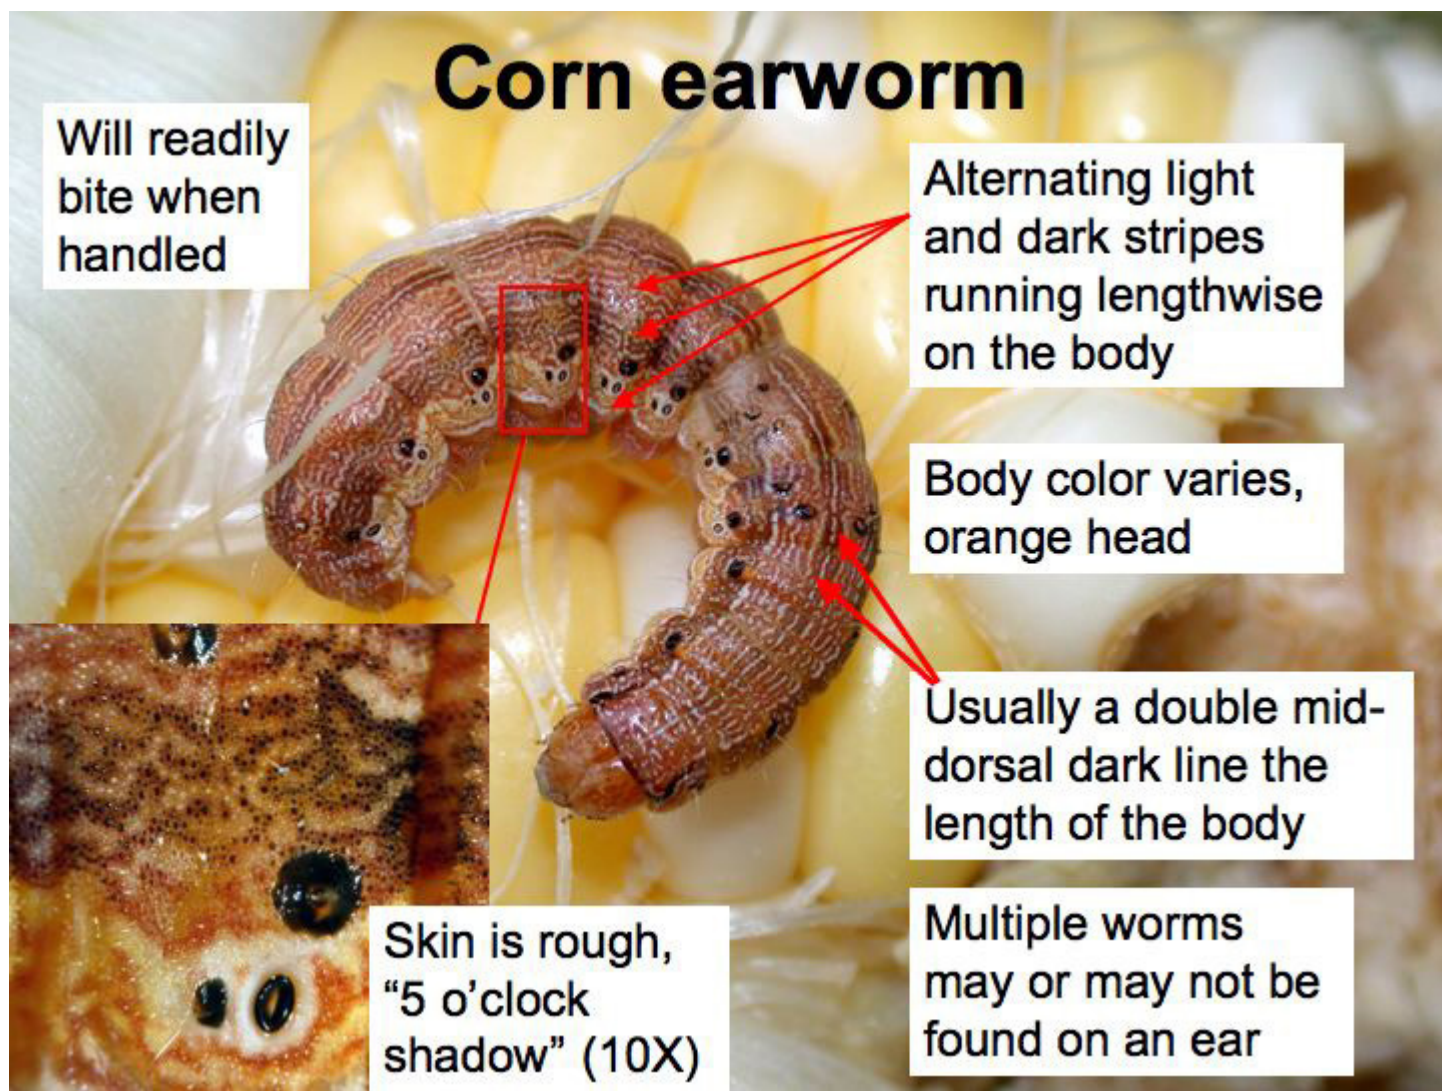 Corn earworm
Will readily
bite when
handled
Alternating light
and dark stripes
running lengthwise
on the body
Body color varies,
orange head
Usually a double mid-
dorsal dark line the
length of the body
Skin is rough,
“5 o’clock
shadow” (10X)
Multiple worms
may or may not be
found on an ear